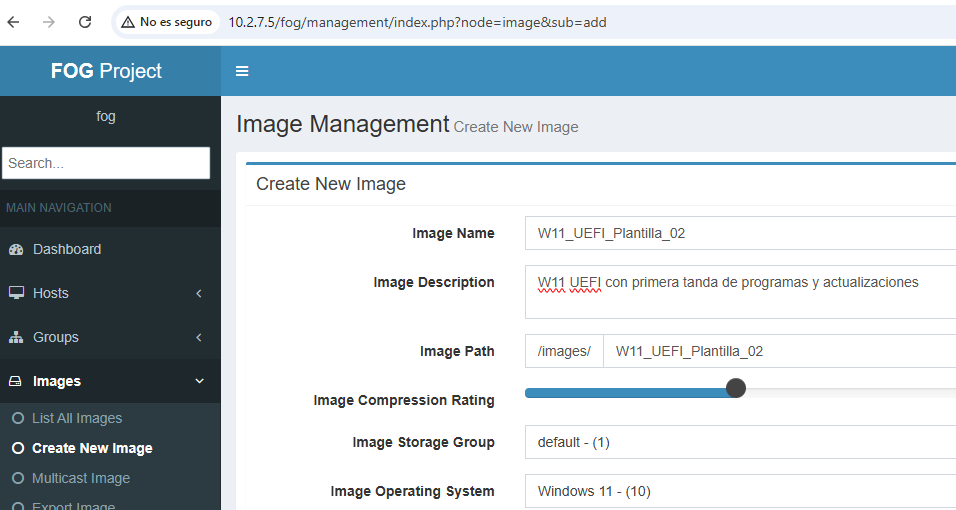 No es seguro 10.2.7.5/fog/management/index.php?node=image&sub=add
FOG Project
fog
Image Management Create New Image
Search...
Create New Image
MAIN NAVIGATION
Image Name W11_UEFI_Plantilla_02
Dashboard
Image Description W11 UEFI con primera tanda de programas y actualizaciones
Hosts
Groups
Image Path /images/ W11_UEFI_Plantilla_02
Images
Image Compression Rating
List All Images
Image Storage Group default - (1)
Create New Image
Multicast Image
Image Operating System Windows 11 - (10)
Export Image